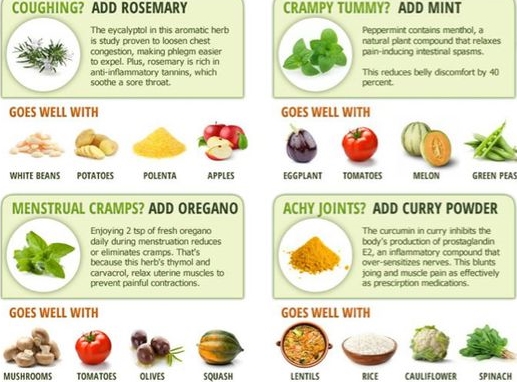 COUGHING? ADD ROSEMARY
The eycalyptol in this aromatic herb
is study proven to loosen chest
congestion, making phlegm easier
to expel. Plus, rosemary is rich in
anti-inflammatory tannins, which
soothe a sore throat.
GOES WELL WITH
WHITE BEANS
POTATOES
POLENTA
APPLES
CRAMPY TUMMY? ADD MINT
Peppermint contains menthol, a
natural plant compound that relaxes
pain-inducing intestinal spasms.
This reduces belly discomfort by 40
percent.
GOES WELL WITH
EGGPLANT
TOMATOES
MELON
GREEN PEAS
MENSTRUAL CRAMPS? ADD OREGANO
Enjoying 2 tsp of fresh oregano
daily during menstruation reduces
or eliminates cramps. That's
because this herb's thymol and
carvacrol, relax uterine muscles to
prevent painful contractions.
GOES WELL WITH
MUSHROOMS
TOMATOES
OLIVES
SQUASH
ACHY JOINTS? ADD CURRY POWDER
The curcumin in curry inhibits the
body's production of prostaglandin
E2, an inflammatory compound that
over-sensitizes nerves. This blunts
joing and muscle pain as effectively
as presciption medications.
GOES WELL WITH
LENTILS
RICE
CAULIFLOWER
SPINACH